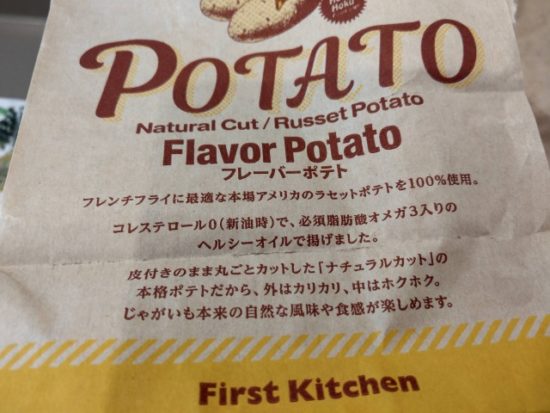 Hoku
POTATO
Natural Cut / Russet Potato
Flavor Potato
フレーバーポテト
フレンチフライに最適な本場アメリカのラセットポテトを100%使用。
コレステロール0(新油時)で、必須脂肪酸オメガ3入りの
ヘルシーオイルで揚げました。
皮付きのまま丸ごとカットした「ナチュラルカット」の
本格ポテトだから、外はカリカリ、中はホクホク。
じゃがいも本来の自然な風味や食感が楽しめます。
First Kitchen